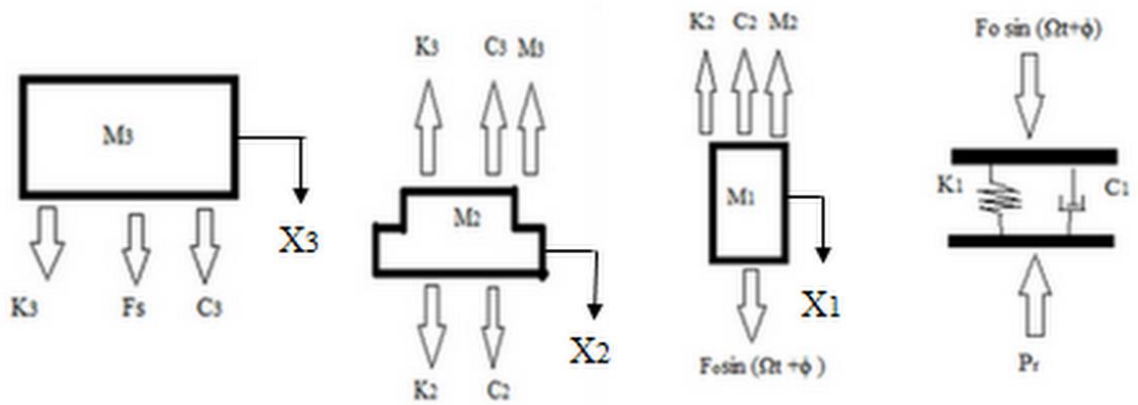 M3
X3
K3 Fs C3
K3 C3 M3
M2
X2
K2 C2
K2 C2 M2
M1
X1
Fosin (Ωt +ϕ )
Fo sin (Ωt+ϕ)
K1 C1
Pr